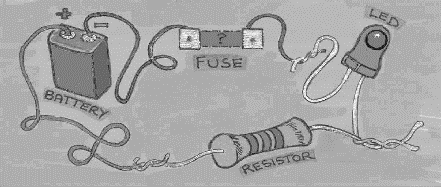 + −
LED
?
FUSE
BATTERY
RESISTOR